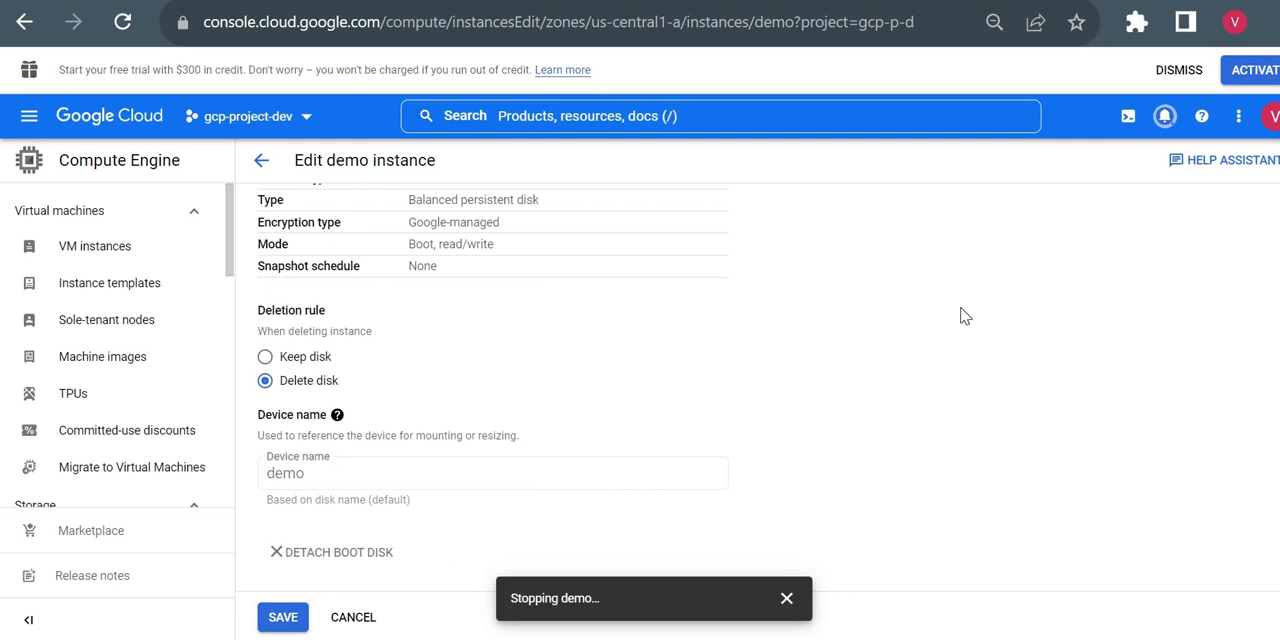 console.cloud.google.com/compute/instancesEdit/zones/us-central1-a/instances/demo?project=gcp-p-d
V
Start your free trial with $300 in credit. Don't worry – you won't be charged if you run out of credit. Learn more
DISMISS
ACTIVAT
Google Cloud
gcp-project-dev
Search Products, resources, docs (/)
V
Compute Engine
Edit demo instance
HELP ASSISTANT
Virtual machines
VM instances
Instance templates
Sole-tenant nodes
Machine images
TPUs
Committed-use discounts
Migrate to Virtual Machines
Storage
Marketplace
Release notes
Type Balanced persistent disk
Encryption type Google-managed
Mode Boot, read/write
Snapshot schedule None
Deletion rule
When deleting instance
Keep disk
Delete disk
Device name ?
Used to reference the device for mounting or resizing.
Device name
demo
Based on disk name (default)
DETACH BOOT DISK
Stopping demo...
SAVE CANCEL